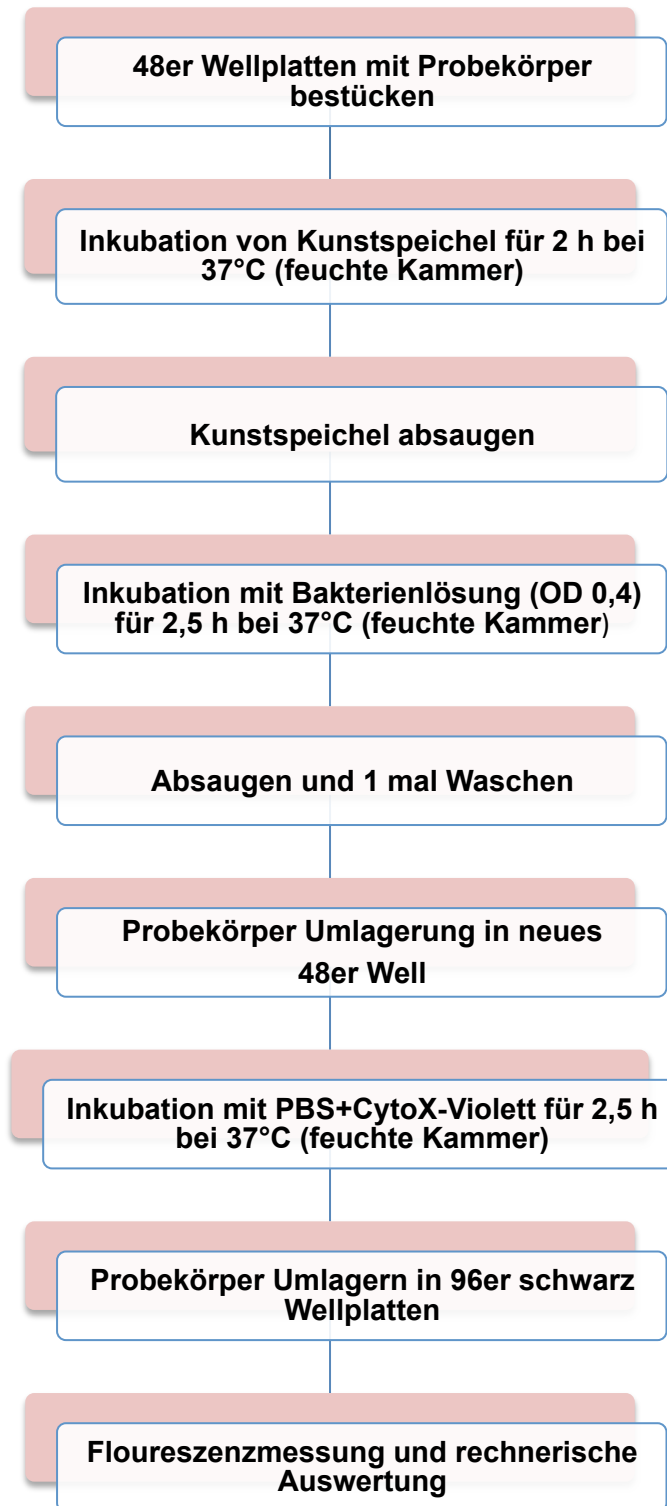 48er Wellplatten mit Probekörper
bestücken
Inkubation von Kunstspeichel für 2 h bei
37°C (feuchte Kammer)
Kunstspeichel absaugen
Inkubation mit Bakterienlösung (OD 0,4)
für 2,5 h bei 37°C (feuchte Kammer)
Absaugen und 1 mal Waschen
Probekörper Umlagerung in neues
48er Well
Inkubation mit PBS+CytoX-Violett für 2,5 h
bei 37°C (feuchte Kammer)
Probekörper Umlagern in 96er schwarz
Wellplatten
Floureszenzmessung und rechnerische
Auswertung